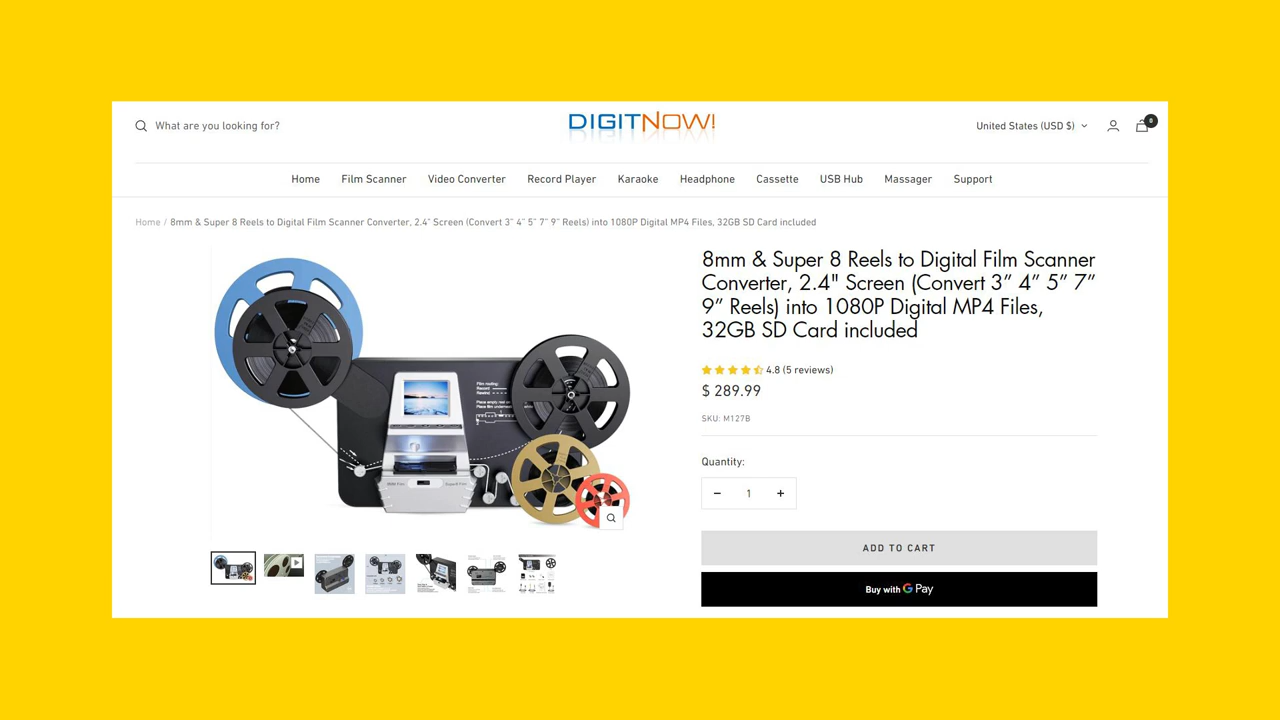 What are you looking for?
DIGITNOW!
United States (USD $)
0
Home Film Scanner Video Converter Record Player Karaoke Headphone Cassette USB Hub Massager Support
Home / 8mm & Super 8 Reels to Digital Film Scanner Converter, 2.4" Screen (Convert 3” 4” 5” 7” 9” Reels) into 1080P Digital MP4 Files, 32GB SD Card included
8mm & Super 8 Reels to Digital Film Scanner
Converter, 2.4" Screen (Convert 3” 4” 5” 7”
9” Reels) into 1080P Digital MP4 Files,
32GB SD Card included
4.8 (5 reviews)
$ 289.99
SKU: M127B
Quantity:
− 1 +
ADD TO CART
Buy with G Pay
Film routing:
Record
Rewind